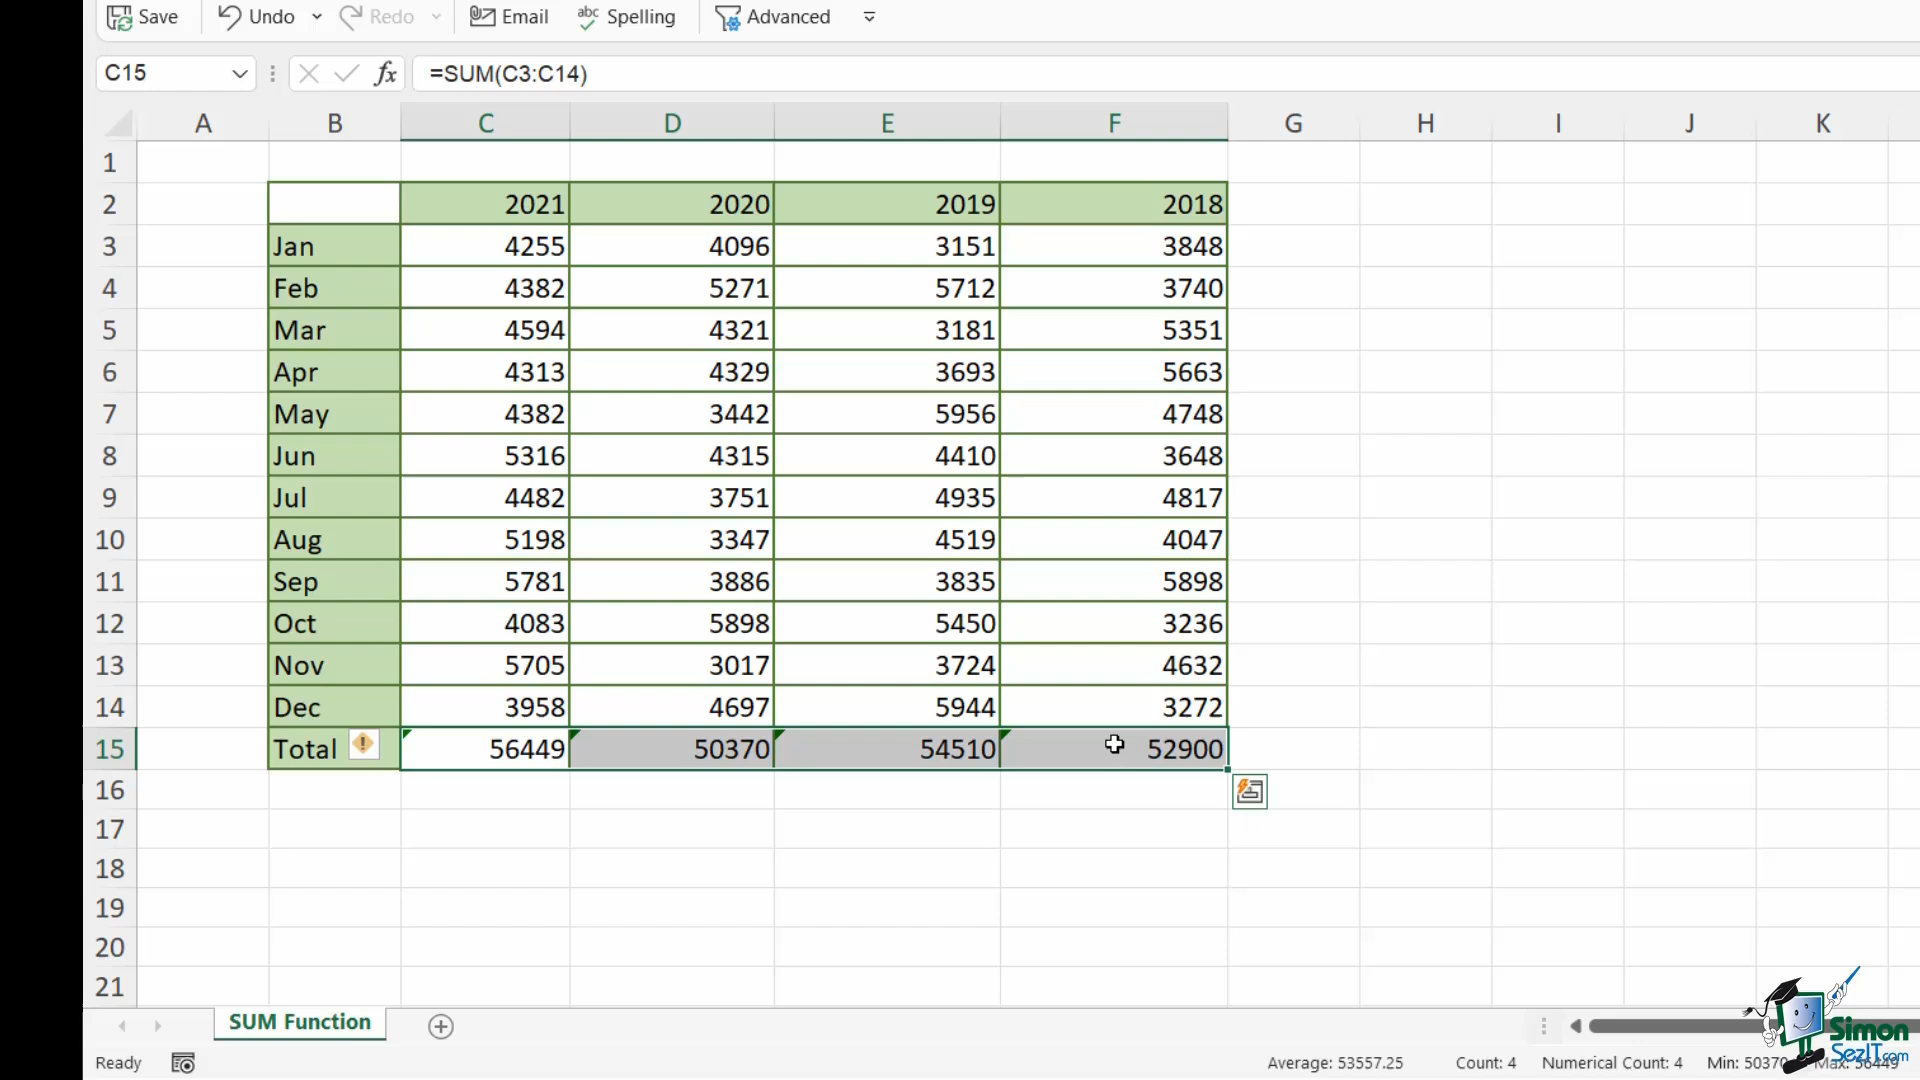 Save Undo Redo Email Spelling Advanced
C15 fx =SUM(C3:C14)
A B C D E F G H I J K
1
2 2021 2020 2019 2018
3 Jan 4255 4096 3151 3848
4 Feb 4382 5271 5712 3740
5 Mar 4594 4321 3181 5351
6 Apr 4313 4329 3693 5663
7 May 4382 3442 5956 4748
8 Jun 5316 4315 4410 3648
9 Jul 4482 3751 4935 4817
10 Aug 5198 3347 4519 4047
11 Sep 5781 3886 3835 5898
12 Oct 4083 5898 5450 3236
13 Nov 5705 3017 3724 4632
14 Dec 3958 4697 5944 3272
15 Total 56449 50370 54510 52900
16
17
18
19
20
21
SUM Function
Simon
SezIT.com
Ready Average: 53557.25 Count: 4 Numerical Count: 4 Min: 50370 Max: 56449